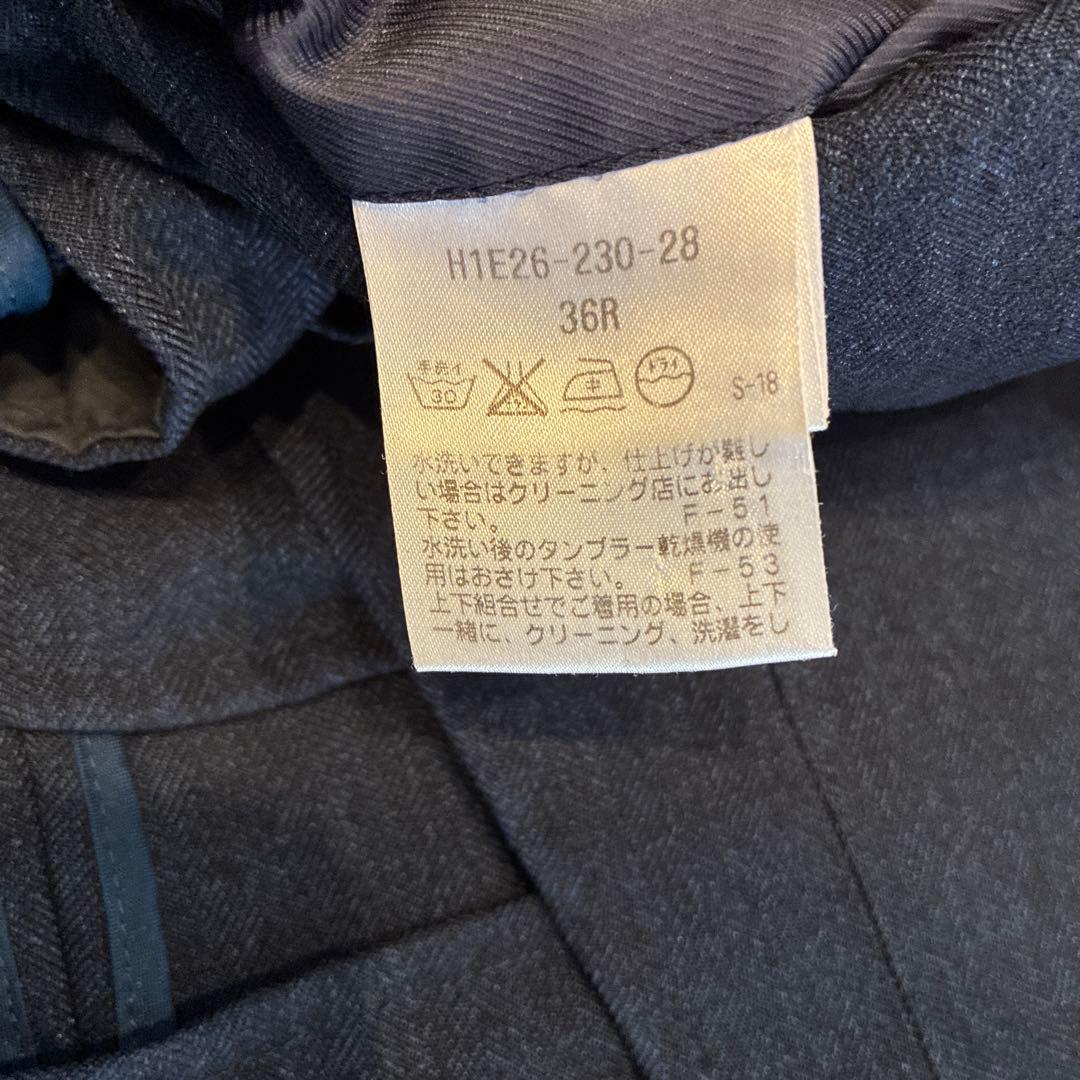 H1E26-230-28
36R
手洗イ
30
中
ドライ
S-18
水洗いできますが、仕上げが難し
い場合はクリーニング店にお出し
下さい。 F-51
水洗い後のタンブラー乾燥機の使
用はおさけ下さい。 F-53
上下組合せでご着用の場合、上下
一緒に、クリーニング、洗濯をし